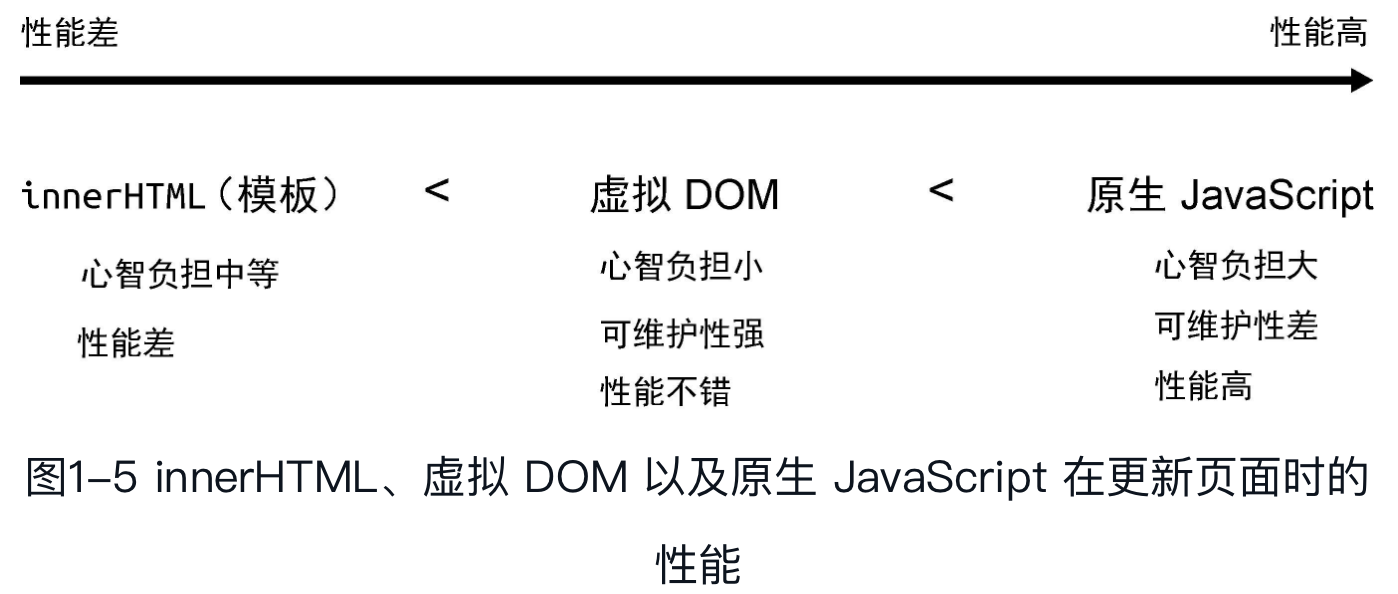 性能差 性能高
innerHTML（模板） < 虚拟 DOM < 原生 JavaScript
心智负担中等 心智负担小 心智负担大
性能差 可维护性强 可维护性差
性能不错 性能高
图1–5 innerHTML、虚拟 DOM 以及原生 JavaScript 在更新页面时的
性能